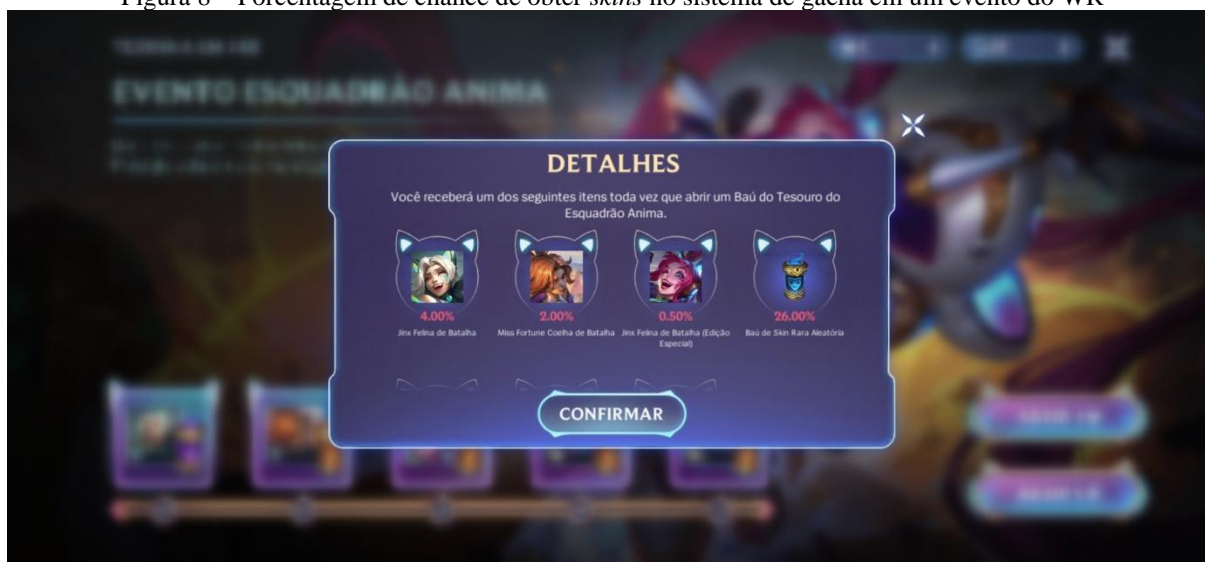 Figura 8 – Porcentagem de chance de obter skins no sistema de gacha em um evento do WR
EVENTO ESQUADRÃO ANIMA
DETALHES
Você receberá um dos seguintes itens toda vez que abrir um Baú do Tesouro do
Esquadrão Anima.
4.00%
2.00%
0.50%
26.00%
Jinx Felina de Batalha
Miss Fortune Coelha de Batalha
Jinx Felina de Batalha (Edição
Especial)
Baú de Skin Rara Aleatória
CONFIRMAR